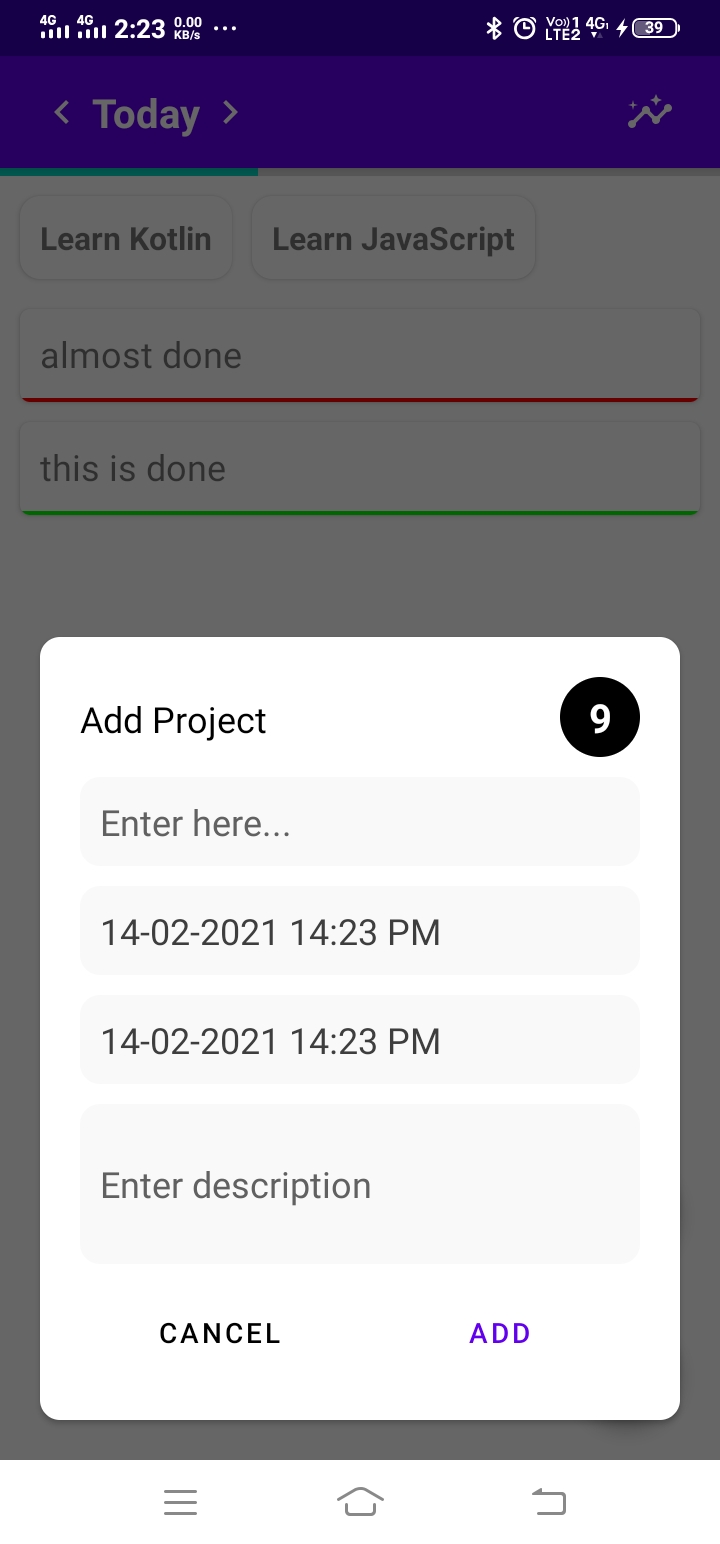 4G 4G 2:23 0.00 KB/s ... Vo)) 1 LTE2 4G 39
Today
Learn Kotlin Learn JavaScript
almost done
this is done
Add Project 9
Enter here...
14-02-2021 14:23 PM
14-02-2021 14:23 PM
Enter description
CANCEL ADD